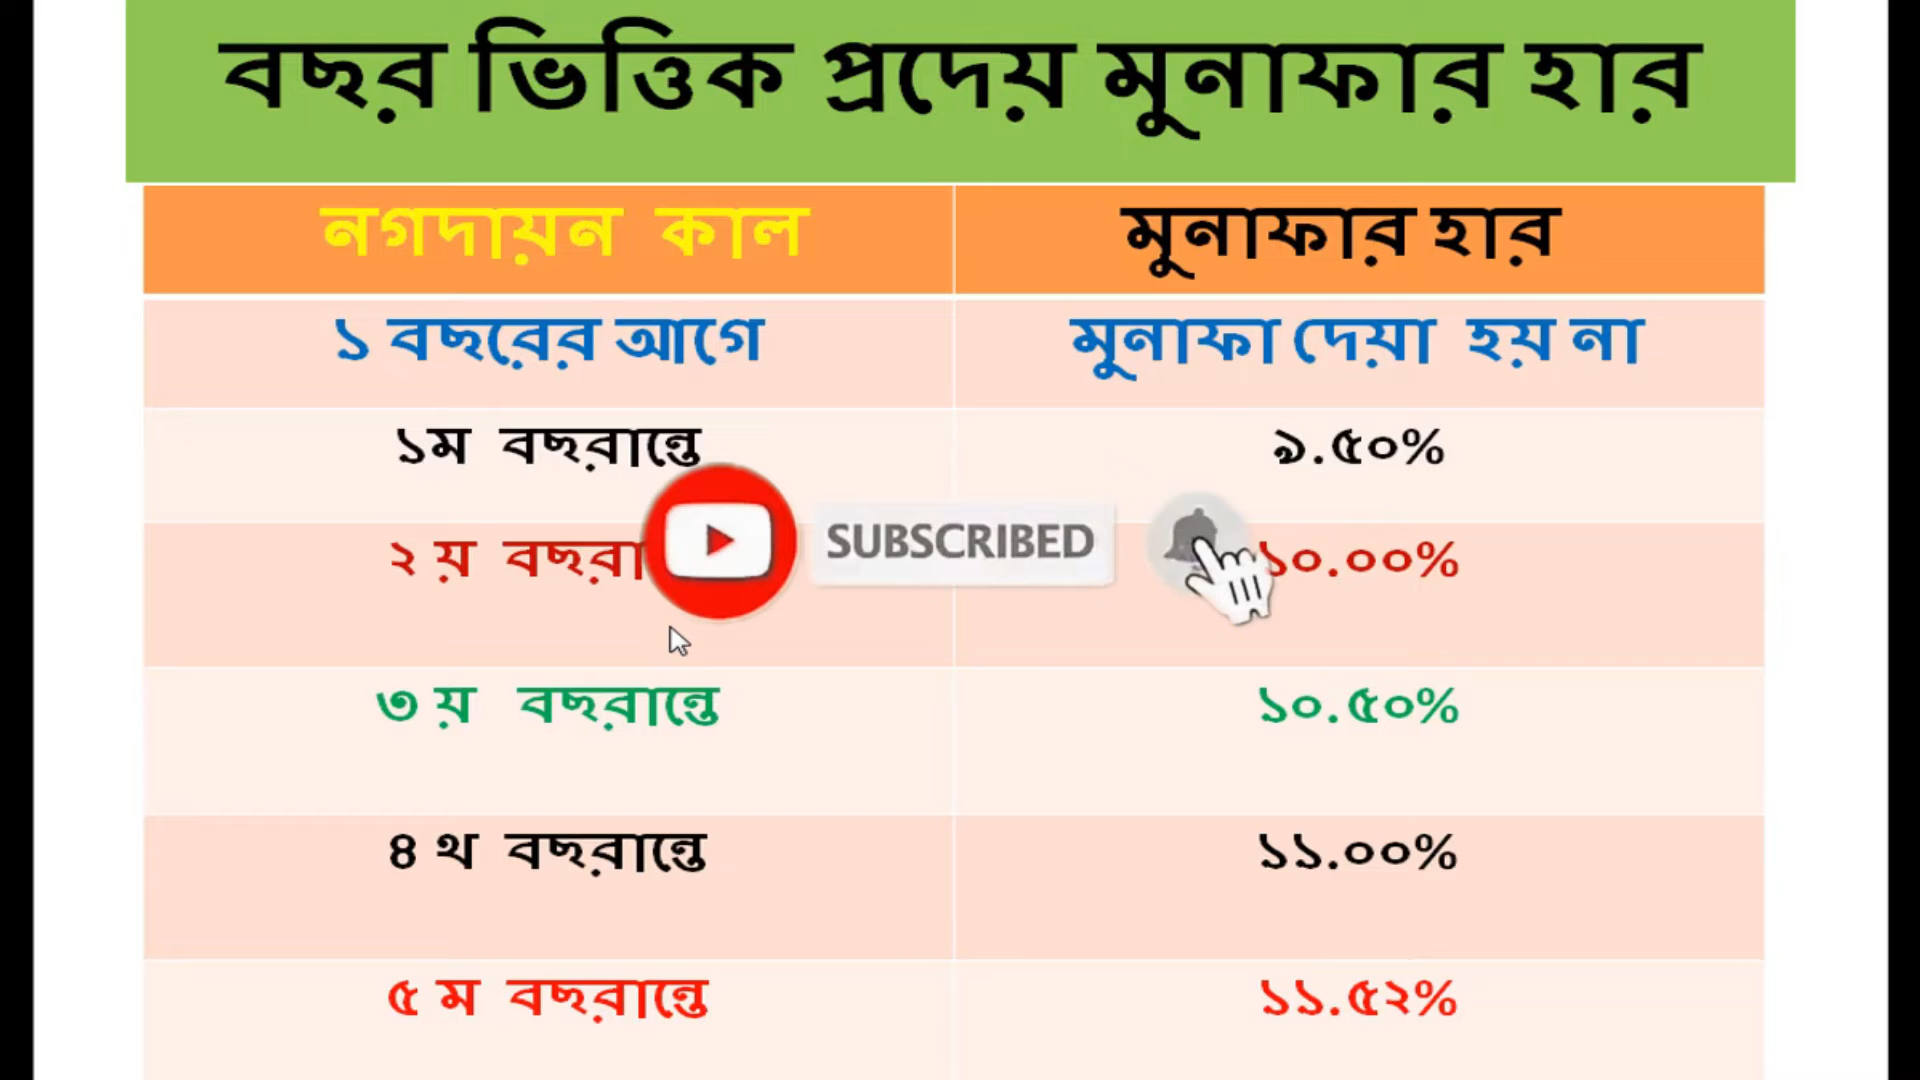 বছর ভিত্তিক প্রদেয় মুনাফার হার
নগদায়ন কাল মুনাফার হার
১ বছরের আগে মুনাফা দেয়া হয় না
১ম বছরান্তে ৯.৫০%
২ য় ১০.০০%
SUBSCRIBED
৩ য় বছরান্তে ১০.৫০%
৪ থ বছরান্তে ১১.০০%
৫ ম বছরান্তে ১১.৫২%